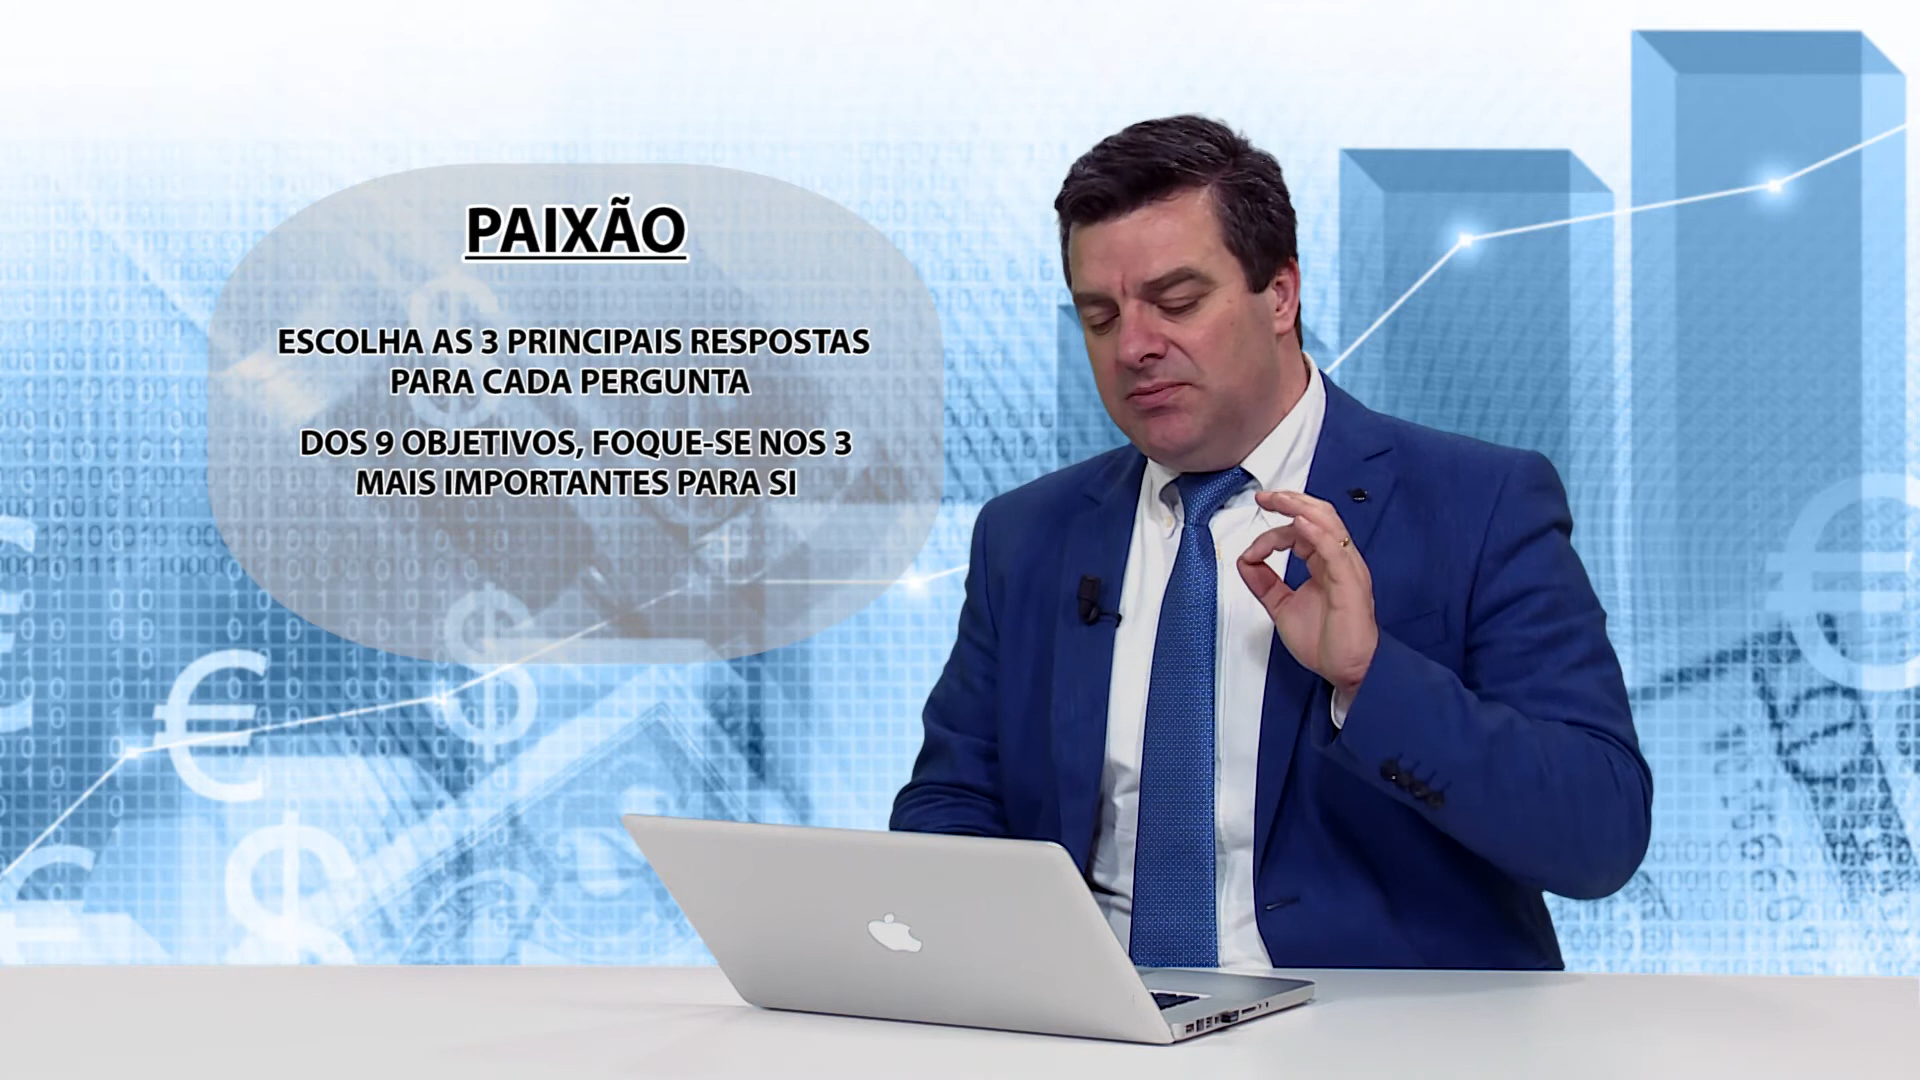 PAIXÃO
ESCOLHA AS 3 PRINCIPAIS RESPOSTAS
PARA CADA PERGUNTA
DOS 9 OBJETIVOS, FOQUE-SE NOS 3
MAIS IMPORTANTES PARA SI